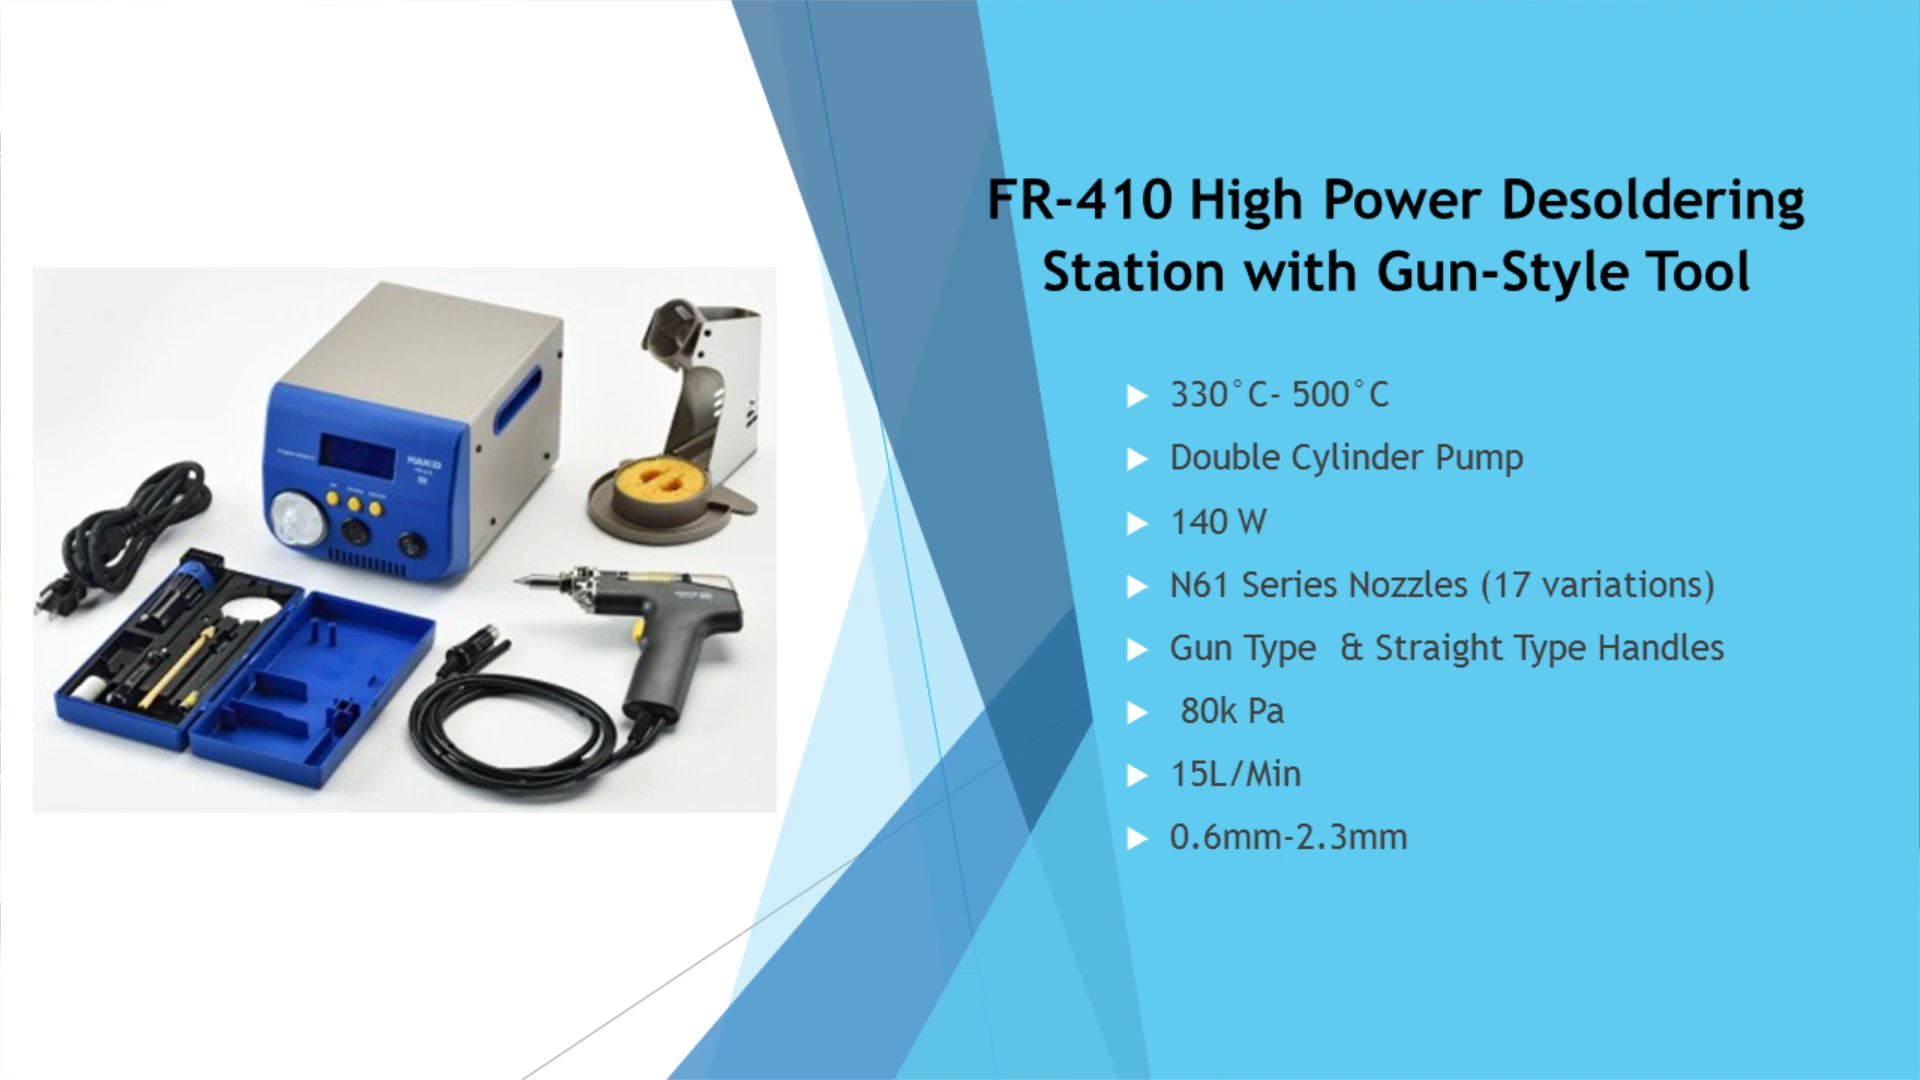 FR-410 High Power Desoldering
Station with Gun-Style Tool
330°C- 500°C
Double Cylinder Pump
140 W
N61 Series Nozzles (17 variations)
Gun Type & Straight Type Handles
80k Pa
15L/Min
0.6mm-2.3mm
HAKKO